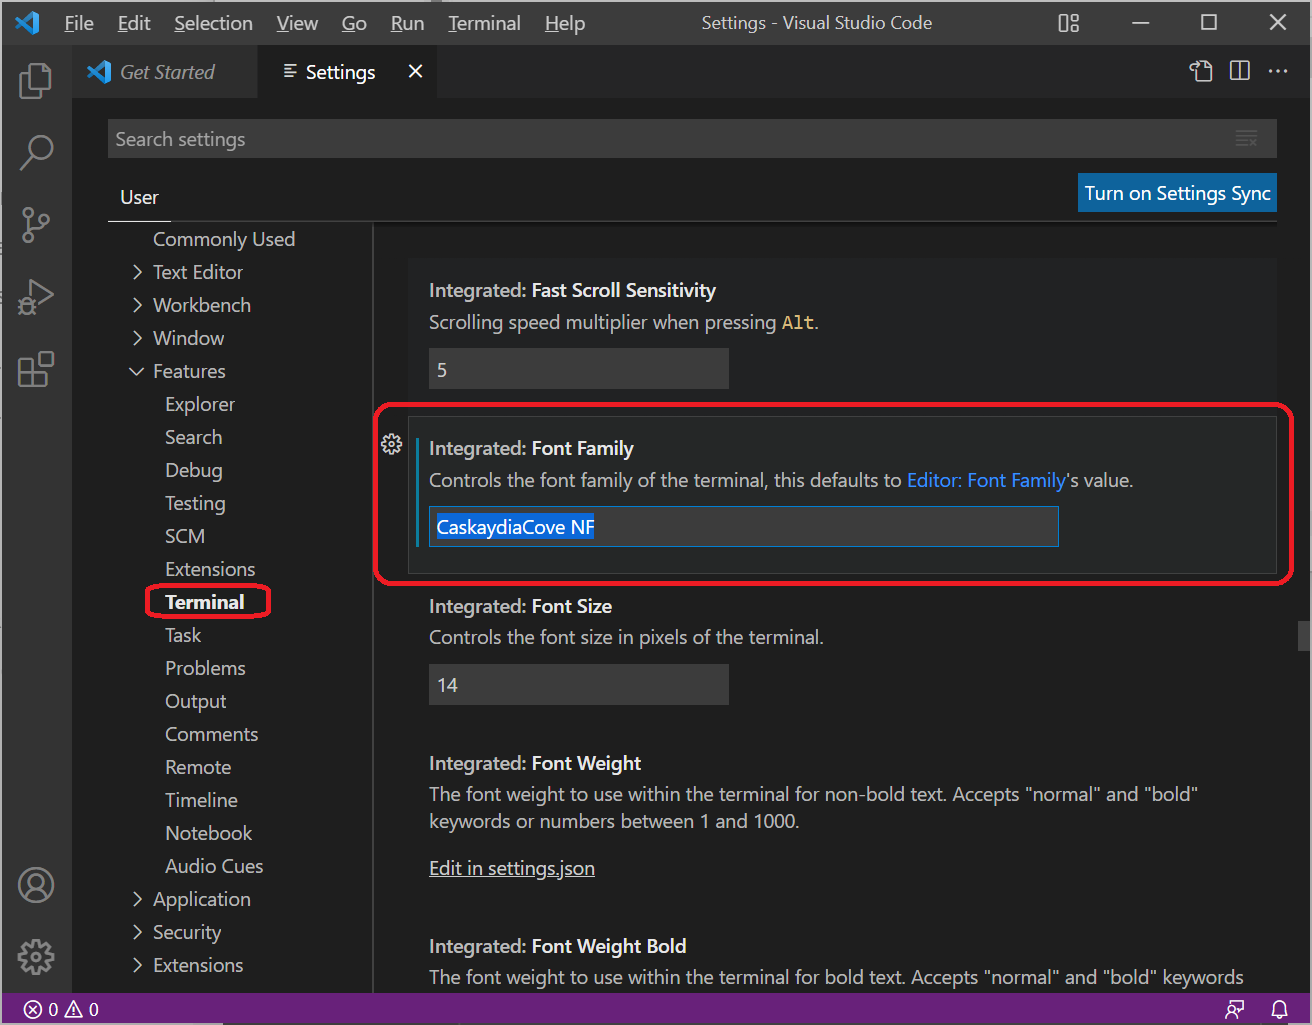 File Edit Selection View Go Run Terminal Help Settings - Visual Studio Code
Get Started Settings
Search settings
User Turn on Settings Sync
Commonly Used
Text Editor
Workbench
Window
Features
Explorer
Search
Debug
Testing
SCM
Extensions
Terminal
Task
Problems
Output
Comments
Remote
Timeline
Notebook
Audio Cues
Application
Security
Extensions
Integrated: Fast Scroll Sensitivity
Scrolling speed multiplier when pressing Alt.
5
Integrated: Font Family
Controls the font family of the terminal, this defaults to Editor: Font Family's value.
CaskaydiaCove NF
Integrated: Font Size
Controls the font size in pixels of the terminal.
14
Integrated: Font Weight
The font weight to use within the terminal for non-bold text. Accepts "normal" and "bold"
keywords or numbers between 1 and 1000.
Edit in settings.json
Integrated: Font Weight Bold
The font weight to use within the terminal for bold text. Accepts "normal" and "bold" keywords
0 0